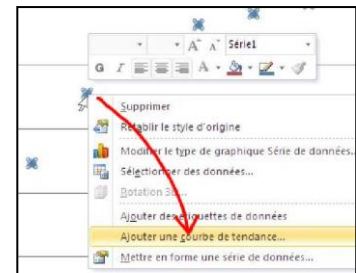 A A Série1
G I A
Supprimer
Rétablir le style d'origine
Modifier le type de graphique Série de données...
Sélectionner des données...
Rotation 3D...
Ajouter des étiquettes de données
Ajouter une courbe de tendance...
Mettre en forme une série de données...